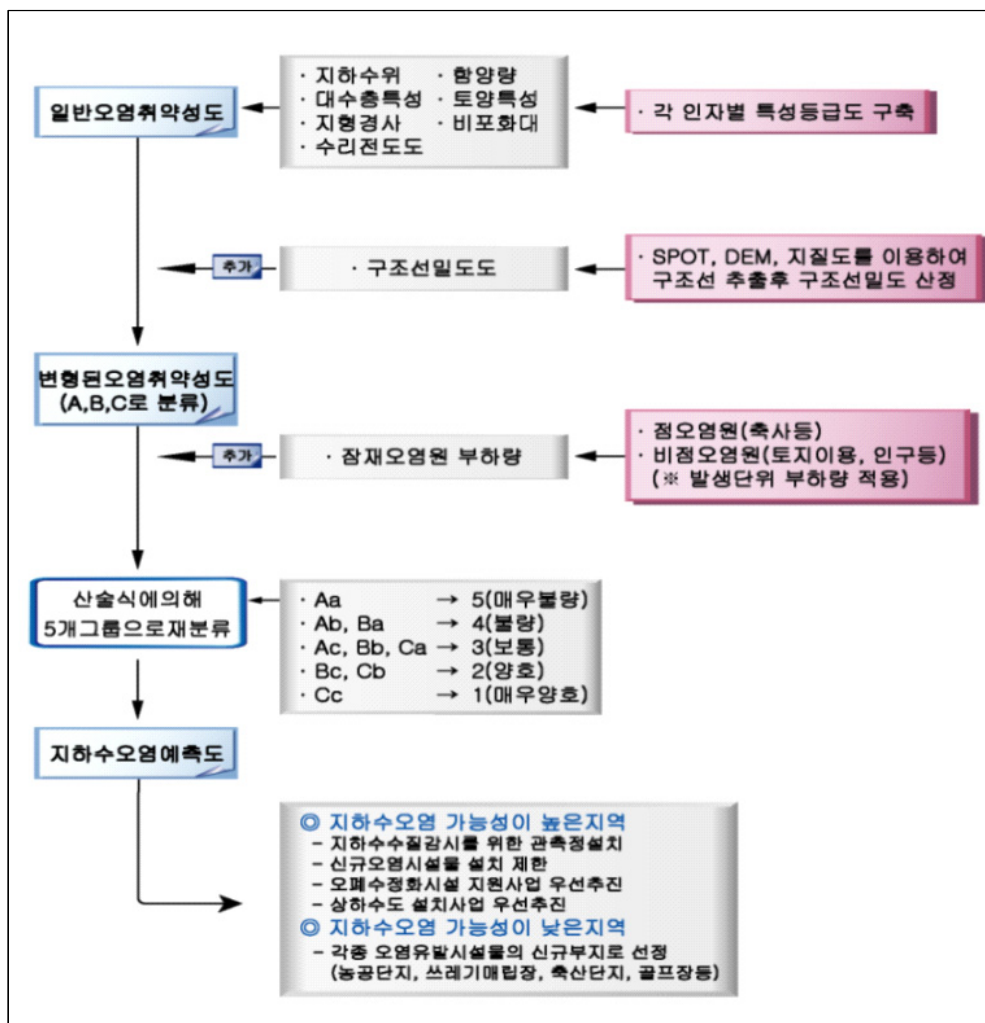 일반오염취약성도
· 지하수위 · 함양량
· 대수층특성 · 토양특성
· 지형경사 · 비포화대
· 수리전도도
· 각 인자별 특성등급도 구축
추가
· 구조선밀도도
· SPOT, DEM, 지질도를 이용하여
구조선 추출후 구조선밀도 산정
변형된오염취약성도
(A,B,C로 분류)
추가
· 잠재오염원 부하량
· 점오염원(축사등)
· 비점오염원(토지이용, 인구등)
(※ 발생단위 부하량 적용)
산술식에의해
5개그룹으로재분류
· Aa → 5(매우불량)
· Ab, Ba → 4(불량)
· Ac, Bb, Ca → 3(보통)
· Bc, Cb → 2(양호)
· Cc → 1(매우양호)
지하수오염예측도
◎ 지하수오염 가능성이 높은지역
– 지하수수질감시를 위한 관측정설치
– 신규오염시설물 설치 제한
– 오폐수정화시설 지원사업 우선추진
– 상하수도 설치사업 우선추진
◎ 지하수오염 가능성이 낮은지역
– 각종 오염유발시설물의 신규부지로 선정
(농공단지, 쓰레기매립장, 축산단지, 골프장등)